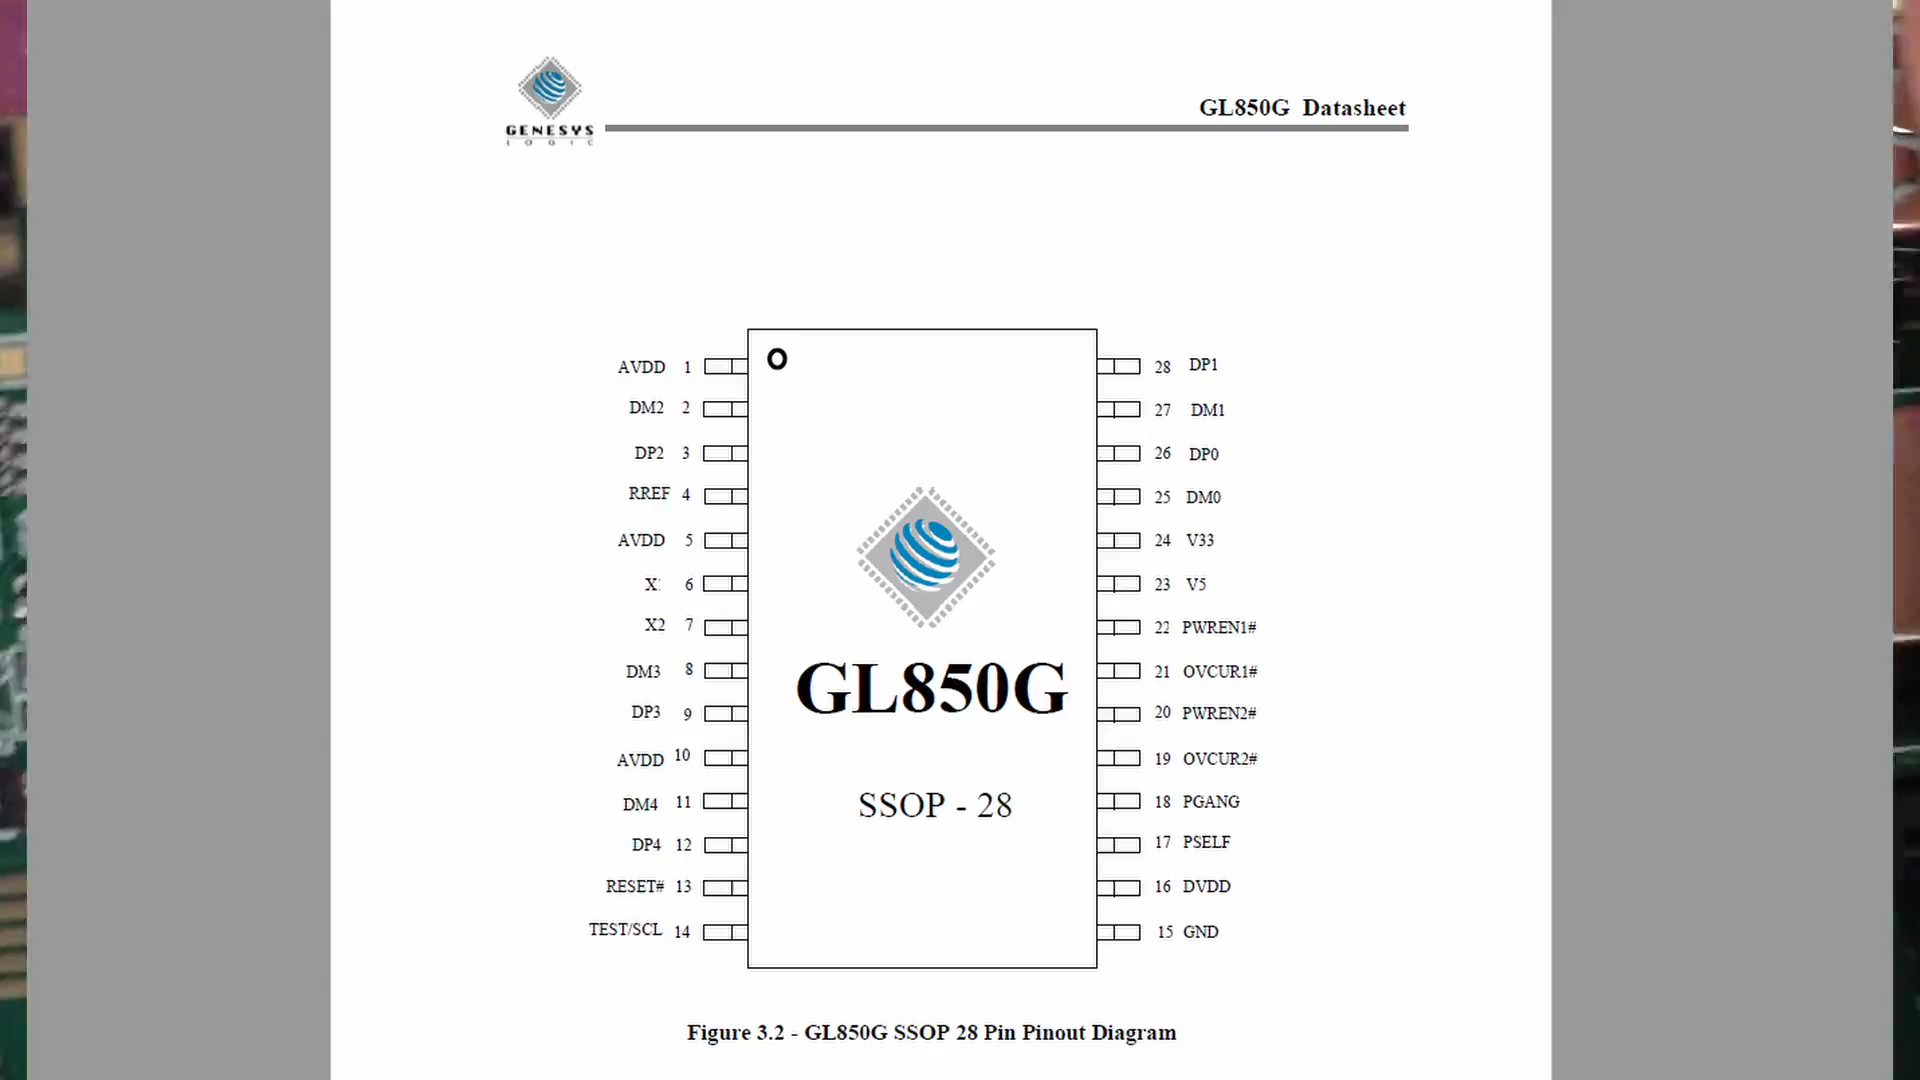 GENESYS
LOGIC
GL850G Datasheet
AVDD 1
DM2 2
DP2 3
RREF 4
AVDD 5
X 6
X2 7
DM3 8
DP3 9
AVDD 10
DM4 11
DP4 12
RESET# 13
TEST/SCL 14
28 DP1
27 DM1
26 DP0
25 DM0
24 V33
23 V5
22 PWREN1#
21 OVCUR1#
20 PWREN2#
19 OVCUR2#
18 PGANG
17 PSELF
16 DVDD
15 GND
GL850G
SSOP - 28
Figure 3.2 - GL850G SSOP 28 Pin Pinout Diagram